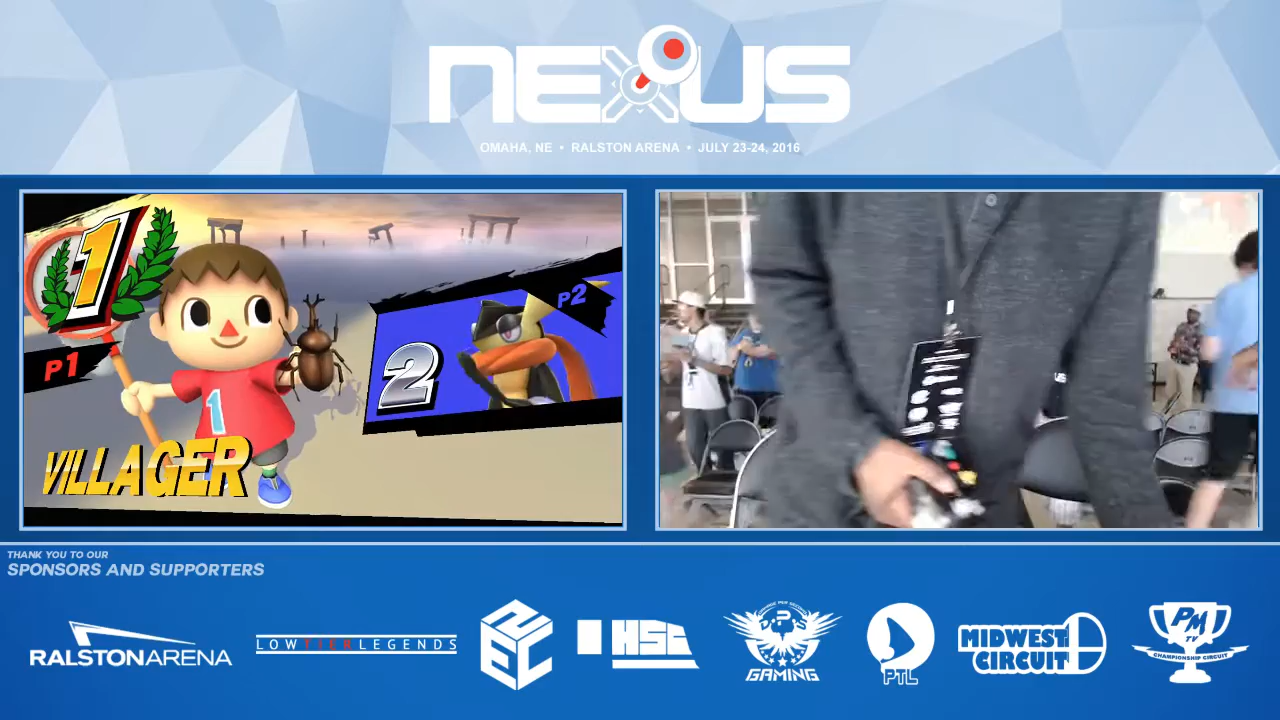 NEXUS
OMAHA, NE • RALSTON ARENA • JULY 23-24, 2016
1
P1
1
VILLAGER
P2
2
THANK YOU TO OUR
SPONSORS AND SUPPORTERS
RALSTONARENA
LOWTIERLEGENDS
HSC
GAMING
PTL
MIDWEST
CIRCUIT
PM
TV
CHAMPIONSHIP CIRCUIT